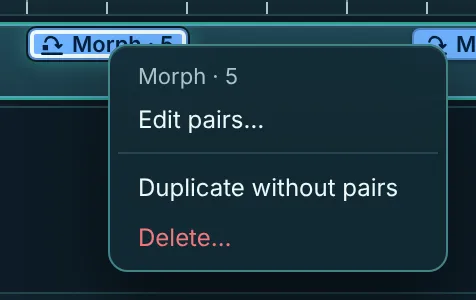 Morph · 5
M
Morph · 5
Edit pairs...
Duplicate without pairs
Delete...